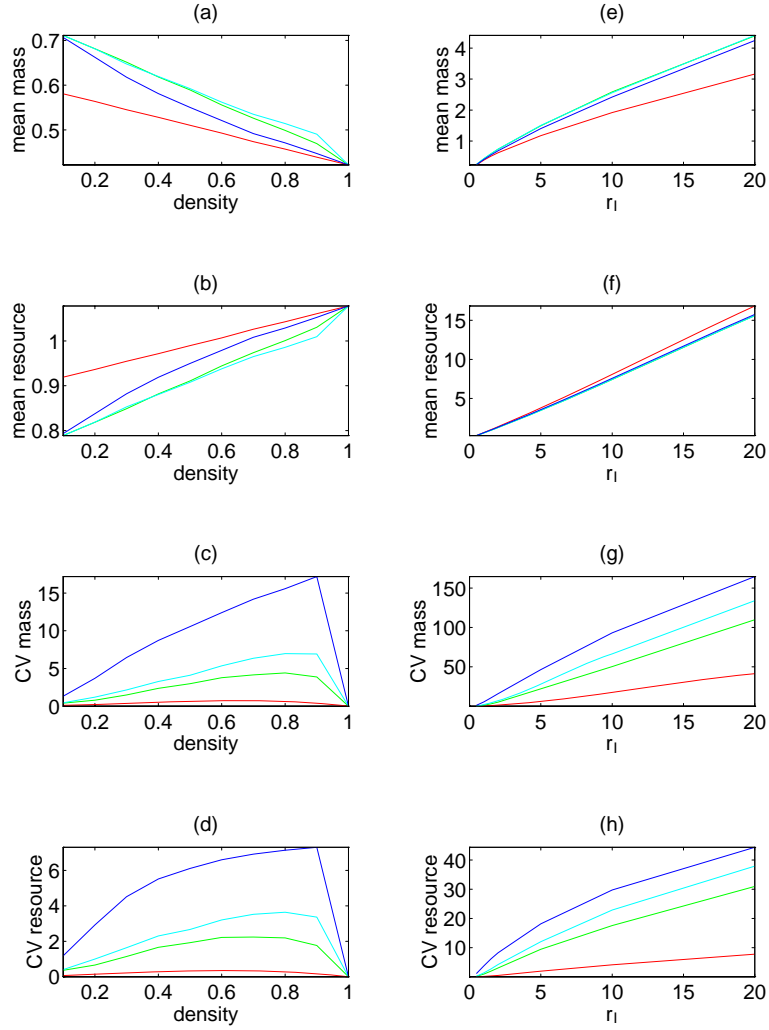 (a)
mean mass
0.7
0.6
0.5
0.2 0.4 0.6 0.8 1
density
(e)
mean mass
4
3
2
1
0 5 10 15 20
r_I
(b)
mean resource
1
0.9
0.8
0.2 0.4 0.6 0.8 1
density
(f)
mean resource
15
10
5
0 5 10 15 20
r_I
(c)
CV mass
15
10
5
0
0.2 0.4 0.6 0.8 1
density
(g)
CV mass
150
100
50
0 5 10 15 20
r_I
(d)
CV resource
6
4
2
0
0.2 0.4 0.6 0.8 1
density
(h)
CV resource
40
30
20
10
0 5 10 15 20
r_I